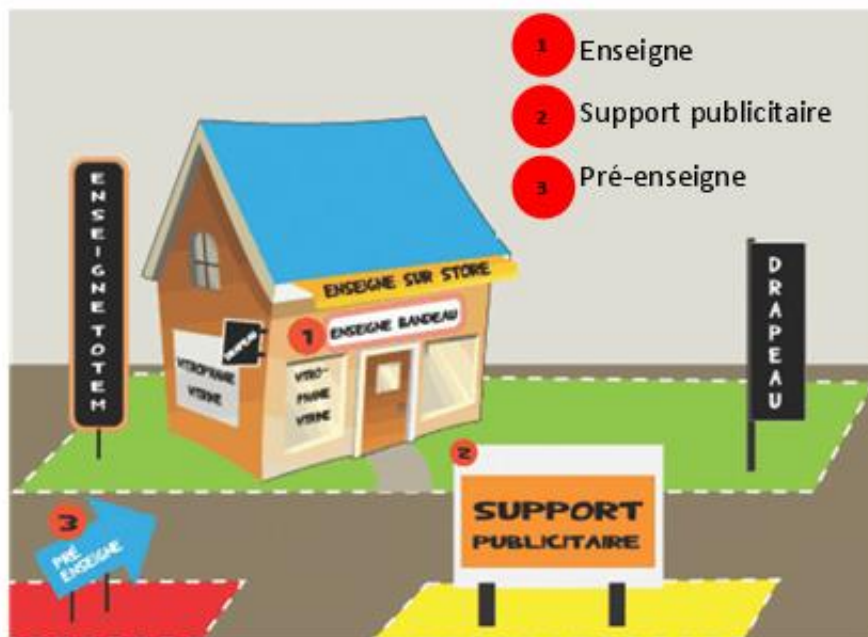 1 Enseigne
2 Support publicitaire
3 Pré-enseigne
ENSEIGNE TOTEM
ENSEIGNE SUR STORE
1 ENSEIGNE BANDEAU
DRAPEAU
VITROPHANIE
VITRINE
VITRO-
PHANIE
VITRINE
DRAPEAU
2
SUPPORT
PUBLICITAIRE
3
PRÉ
ENSEIGNE